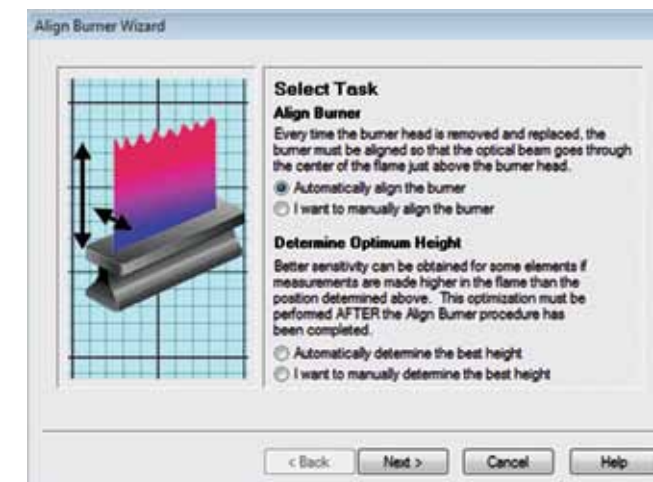 Align Burner Wizard
Select Task
Align Burner
Every time the burner head is removed and replaced, the
burner must be aligned so that the optical beam goes through
the center of the flame just above the burner head.
Automatically align the burner
I want to manually align the burner
Determine Optimum Height
Better sensitivity can be obtained for some elements if
measurements are made higher in the flame than the
position determined above. This optimization must be
performed AFTER the Align Burner procedure has
been completed.
Automatically determine the best height
I want to manually determine the best height
< Back
Next >
Cancel
Help